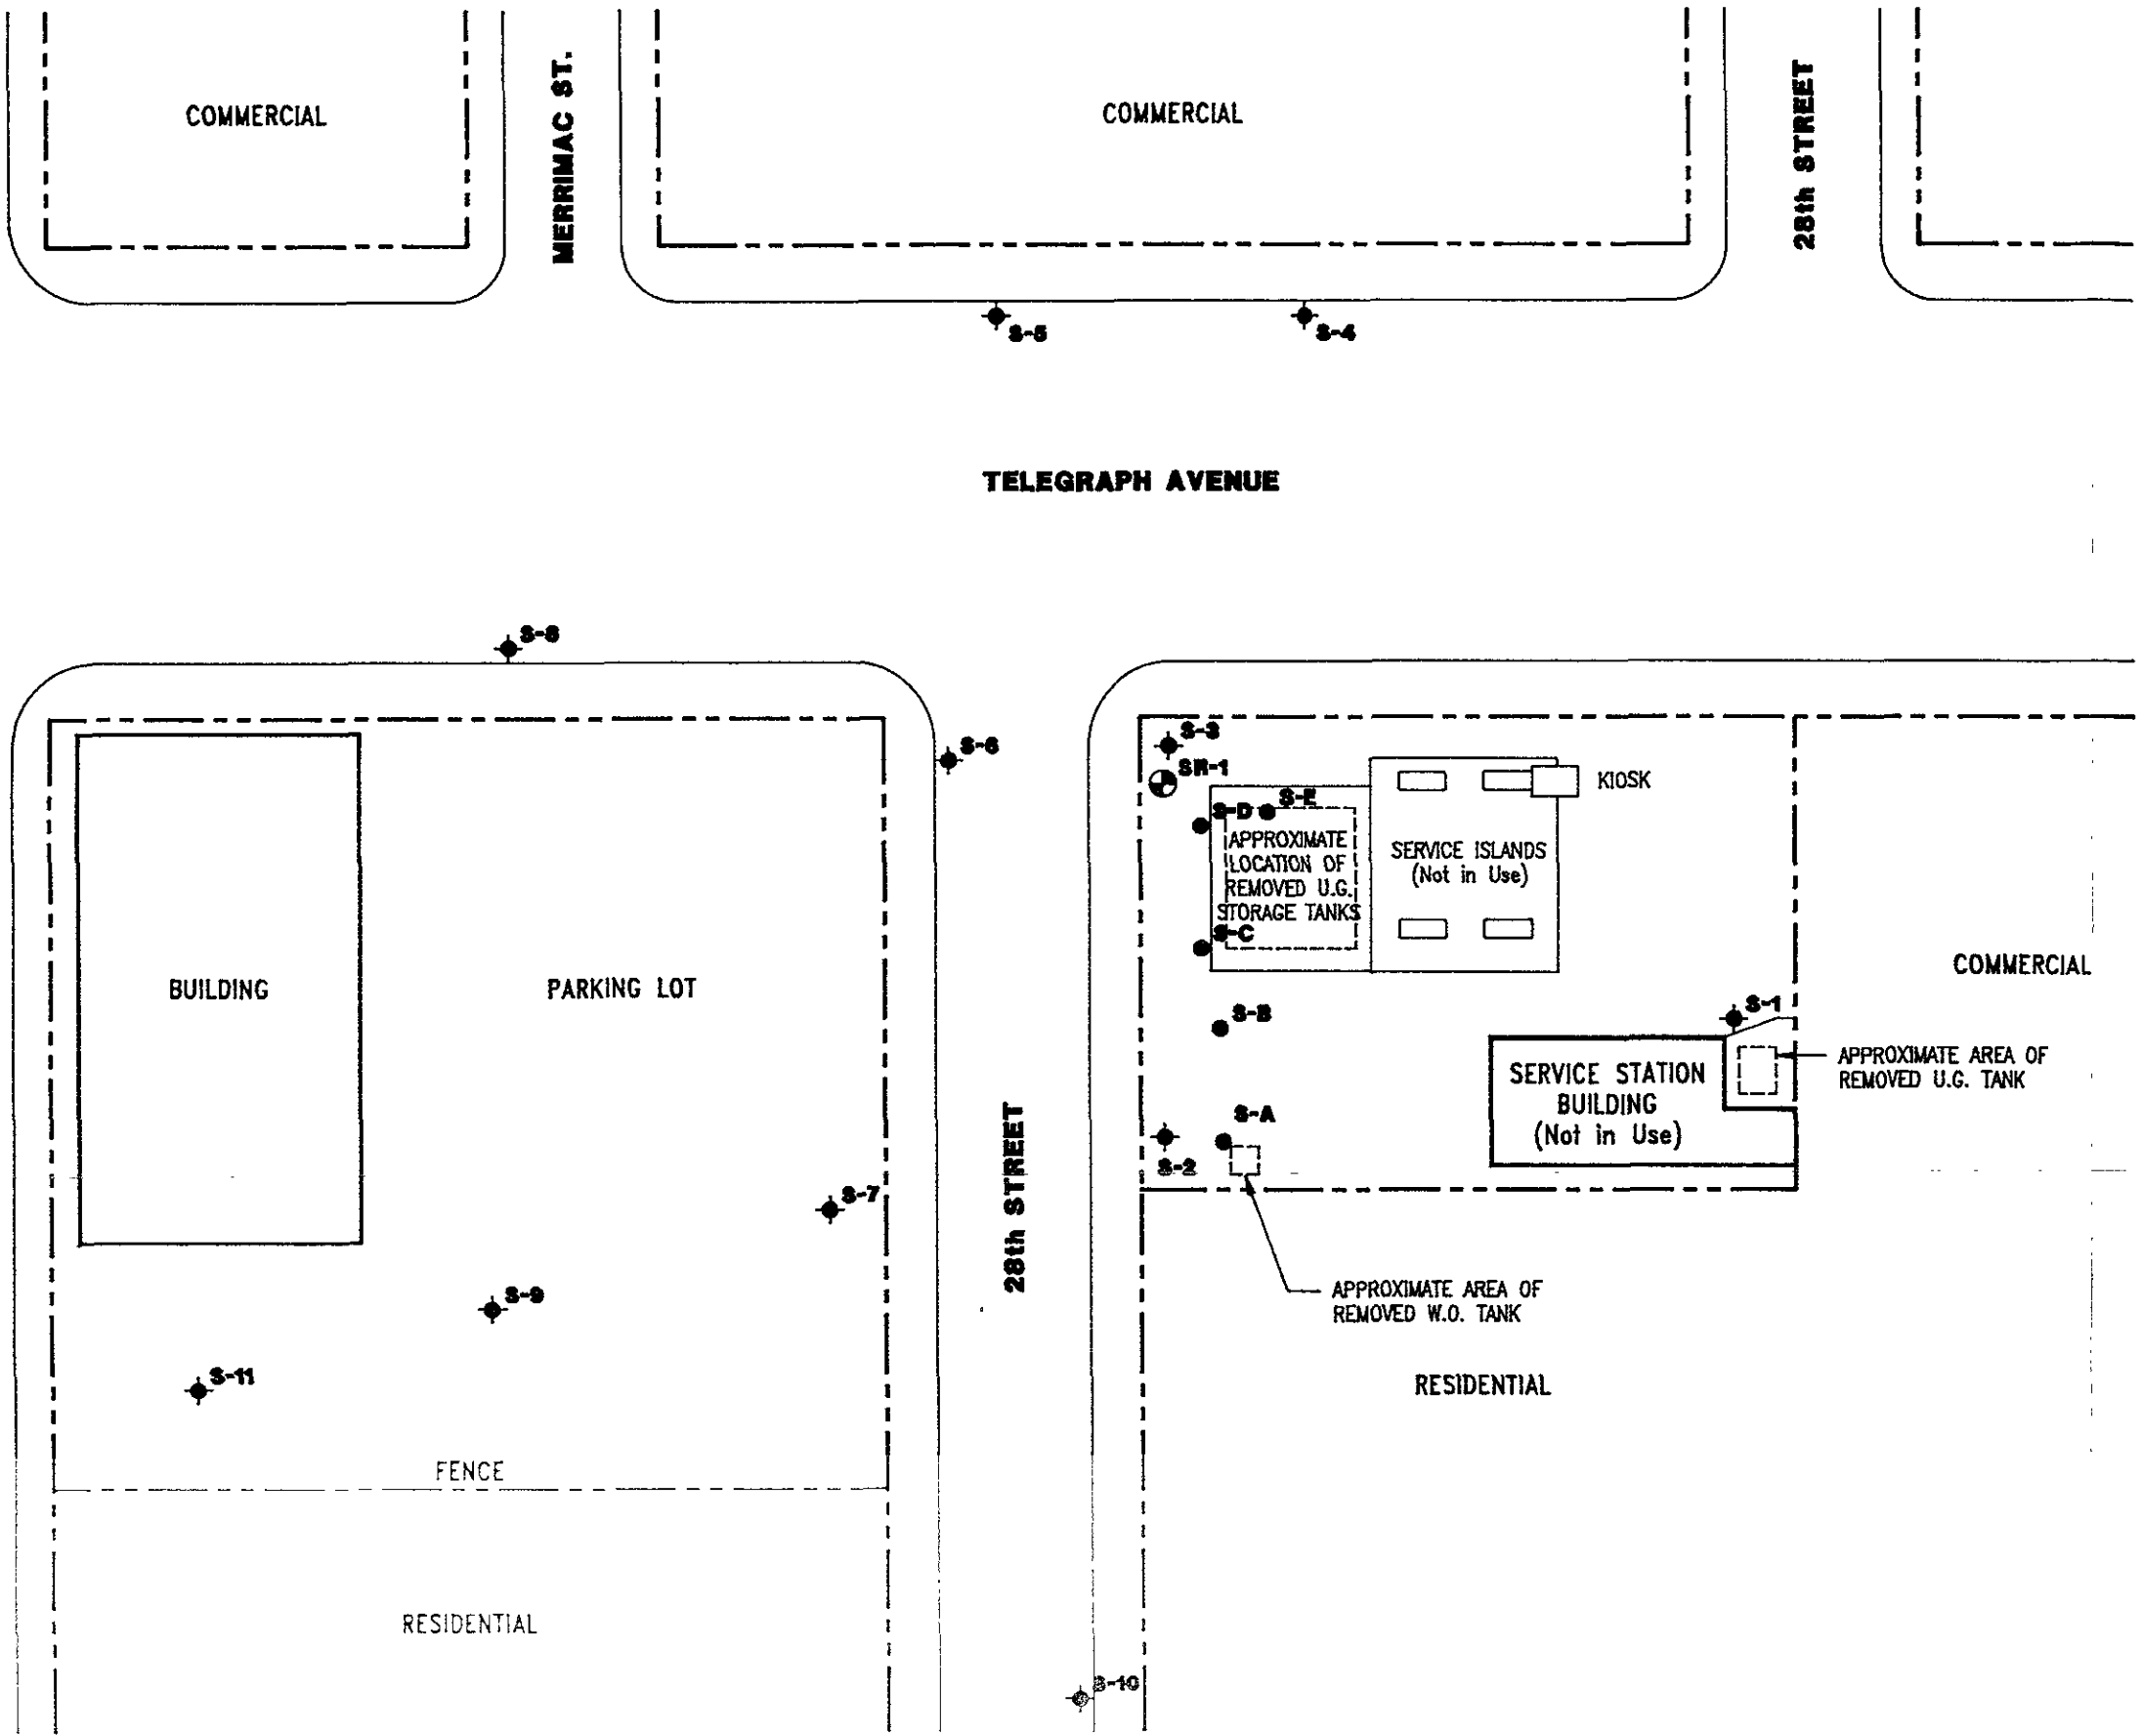 COMMERCIAL
MERRIMAC ST.
COMMERCIAL
28th STREET
S-5
S-4
TELEGRAPH AVENUE
S-8
S-6
S-3
SR-1
S-D
S-E
KIOSK
APPROXIMATE
LOCATION OF
REMOVED U.G.
STORAGE TANKS
SERVICE ISLANDS
(Not in Use)
S-C
COMMERCIAL
BUILDING
PARKING LOT
S-B
S-1
SERVICE STATION
BUILDING
(Not in Use)
APPROXIMATE AREA OF
REMOVED U.G. TANK
S-A
S-2
S-7
28th STREET
S-9
APPROXIMATE AREA OF
REMOVED W.O. TANK
S-11
RESIDENTIAL
FENCE
RESIDENTIAL
S-10